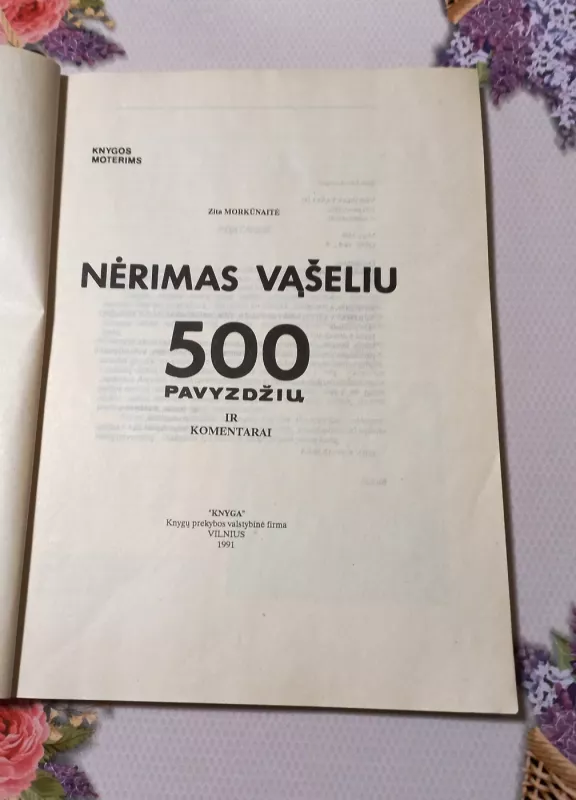 KNYGOS
MOTERIMS
Zita MORKŪNAITĖ
NĖRIMAS VĄŠELIU
500
PAVYZDŽIŲ
IR
KOMENTARAI
"KNYGA"
Knygų prekybos valstybinė firma
VILNIUS
1991